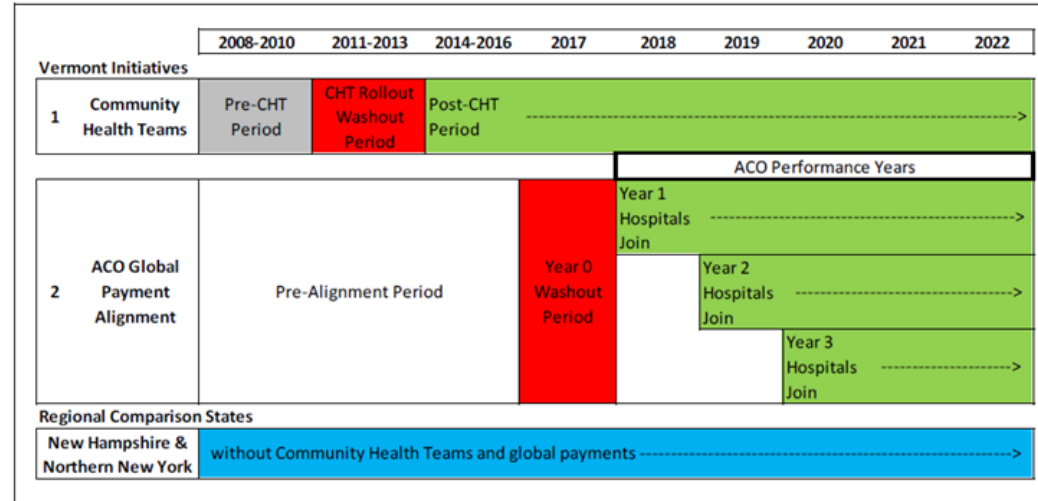 2008-2010 2011-2013 2014-2016 2017 2018 2019 2020 2021 2022
Vermont Initiatives
1
Community
Health Teams
Pre-CHT
Period
CHT Rollout
Washout
Period
Post-CHT
Period
---------------------------------------------------------------->
ACO Performance Years
2
ACO Global
Payment
Alignment
Pre-Alignment Period
Year 0
Washout
Period
Year 1
Hospitals ---------------------------------------->
Join
Year 2
Hospitals ----------------------------->
Join
Year 3
Hospitals ----------------->
Join
Regional Comparison States
New Hampshire &
Northern New York
without Community Health Teams and global payments ------------------------------------------------>